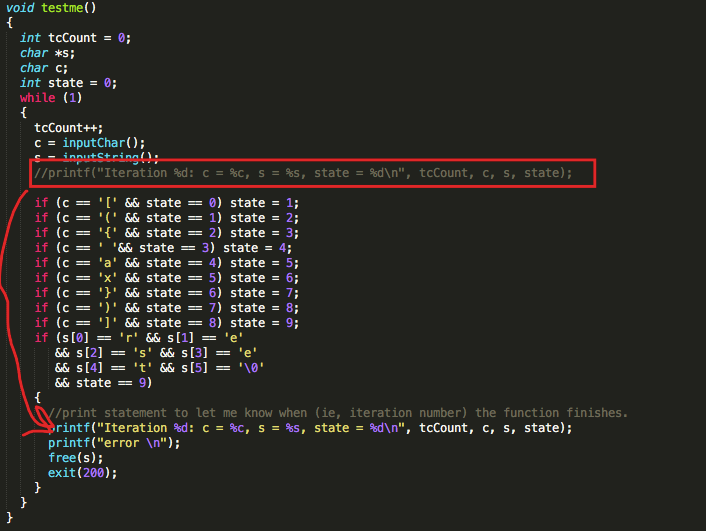 void testme()
{
int tcCount = 0;
char *s;
char c;
int state = 0;
while (1)
{
tcCount++;
c = inputChar();
s = inputString();
//printf("Iteration %d: c = %c, s = %s, state = %d\n", tcCount, c, s, state);
if (c == '[' && state == 0) state = 1;
if (c == '(' && state == 1) state = 2;
if (c == '{' && state == 2) state = 3;
if (c == ' '&& state == 3) state = 4;
if (c == 'a' && state == 4) state = 5;
if (c == 'x' && state == 5) state = 6;
if (c == '}' && state == 6) state = 7;
if (c == ')' && state == 7) state = 8;
if (c == ']' && state == 8) state = 9;
if (s[0] == 'r' && s[1] == 'e'
&& s[2] == 's' && s[3] == 'e'
&& s[4] == 't' && s[5] == '\0'
&& state == 9)
{
//print statement to let me know when (ie, iteration number) the function finishes.
printf("Iteration %d: c = %c, s = %s, state = %d\n", tcCount, c, s, state);
printf("error \n");
free(s);
exit(200);
}
}
}